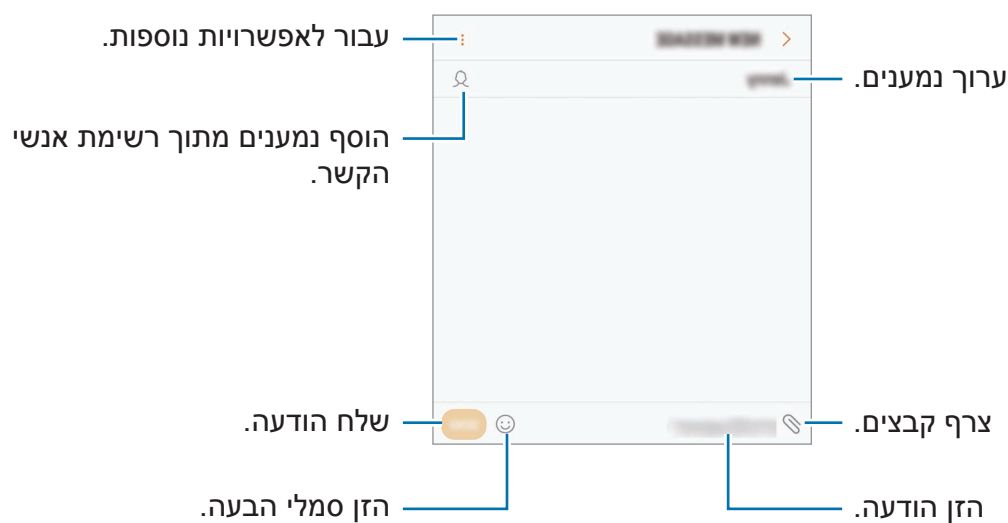 עבור לאפשרויות נוספות.
ערוך נמענים.
הוסף נמענים מתוך רשימת אנשי
הקשר.
צרף קבצים.
שלח הודעה.
הזן הודעה.
הזן סמלי הבעה.